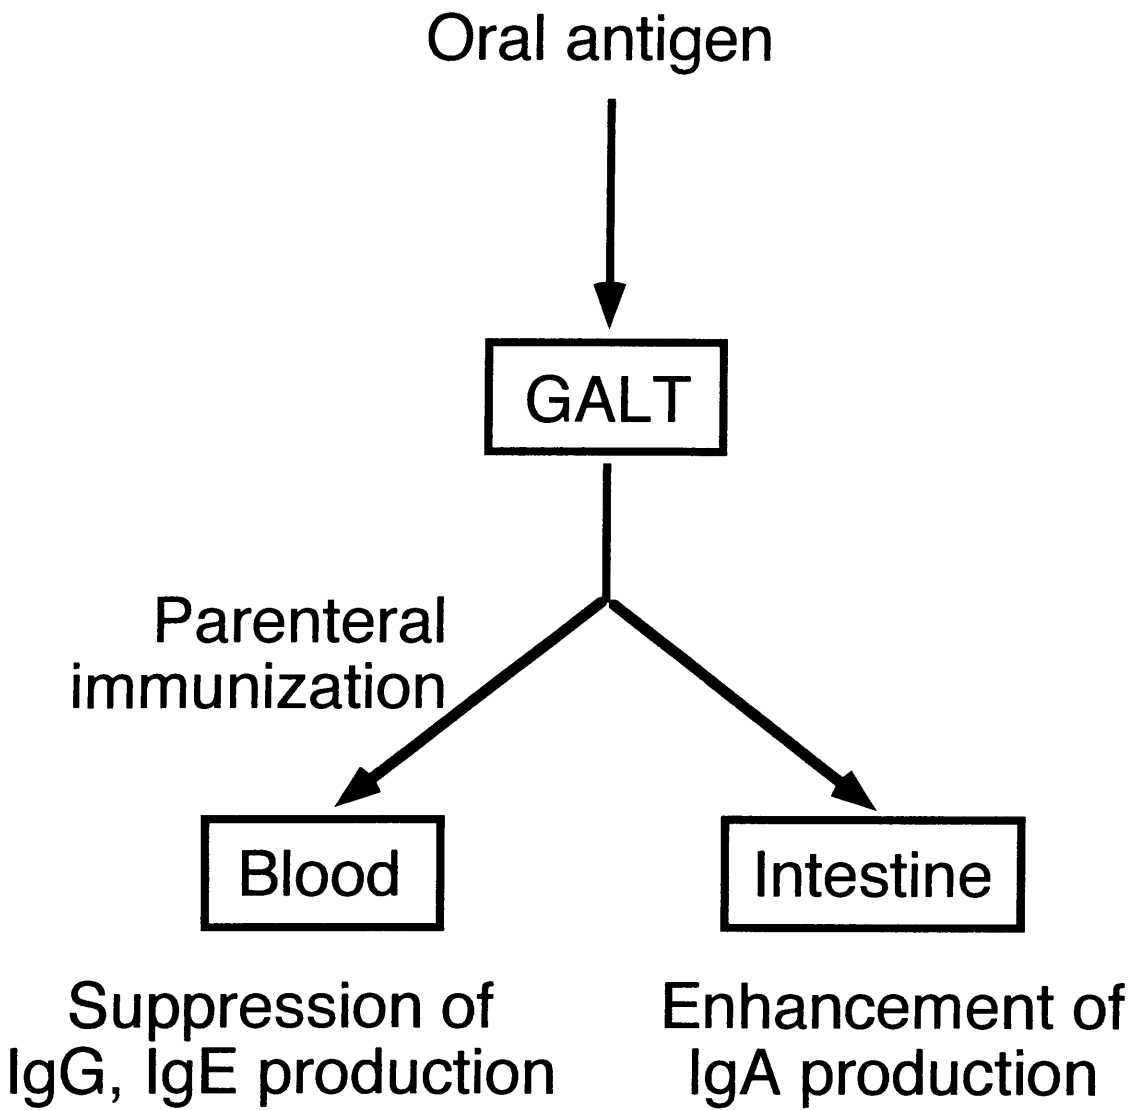 Oral antigen
GALT
Parenteral
immunization
Blood
Intestine
Suppression of
IgG, IgE production
Enhancement of
IgA production